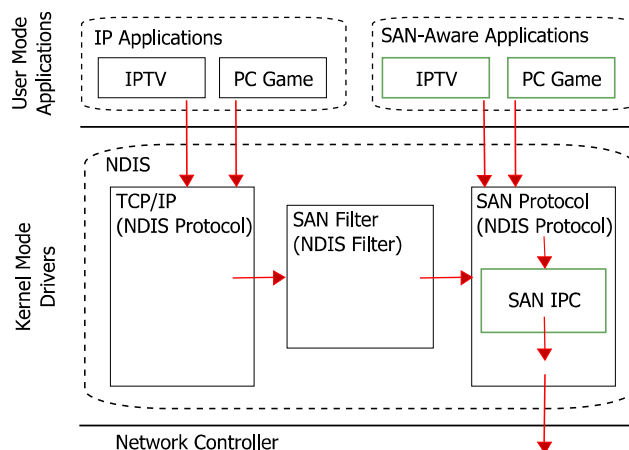 User Mode
Applications
IP Applications
IPTV
PC Game
SAN-Aware Applications
IPTV
PC Game
Kernel Mode
Drivers
NDIS
TCP/IP
(NDIS Protocol)
SAN Filter
(NDIS Filter)
SAN Protocol
(NDIS Protocol)
SAN IPC
Network Controller